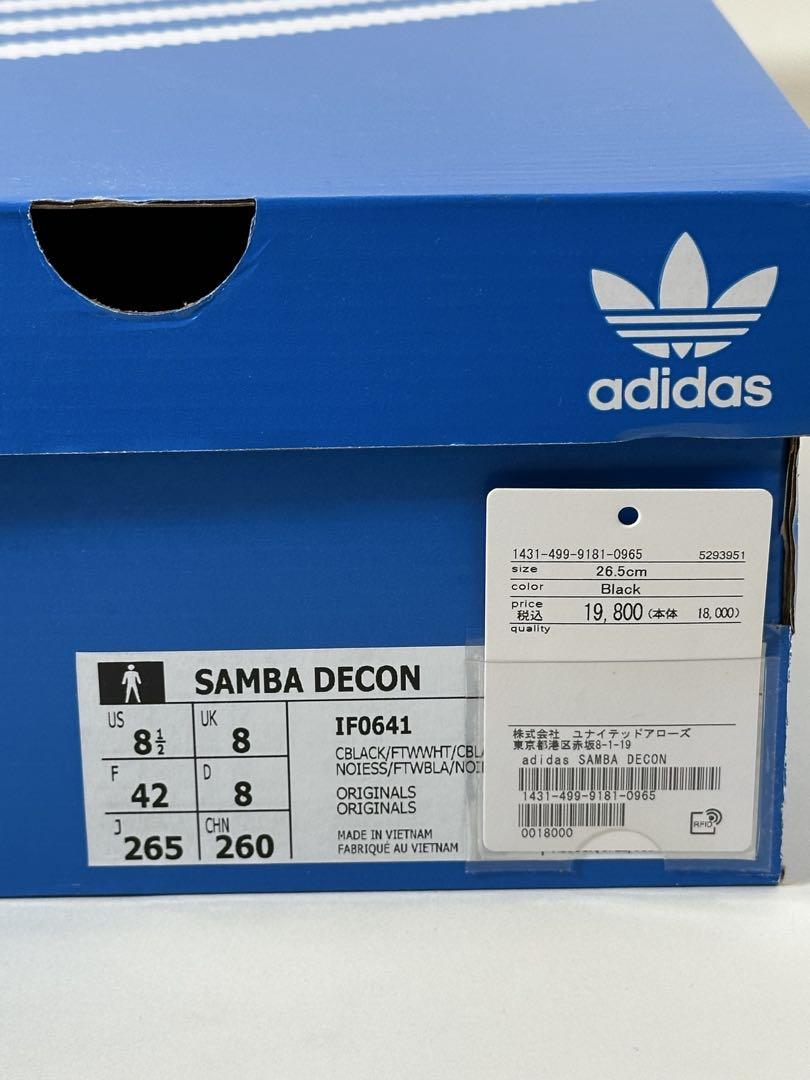 adidas
1431-499-9181-0965 5293951
size 26.5cm
color Black
price
税込 19,800 (本体 18,000)
quality
株式会社 ユナイテッドアローズ
東京都港区赤坂8-1-19
adidas SAMBA DECON
1431-499-9181-0965
0018000
RFID
SAMBA DECON
US 8½ UK 8
F 42 D 8
J 265 CHN 260
IF0641
CBLACK/FTWWHT/CBL
NOIESS/FTWBLA/NOI
ORIGINALS
ORIGINALS
MADE IN VIETNAM
FABRIQUÉ AU VIETNAM